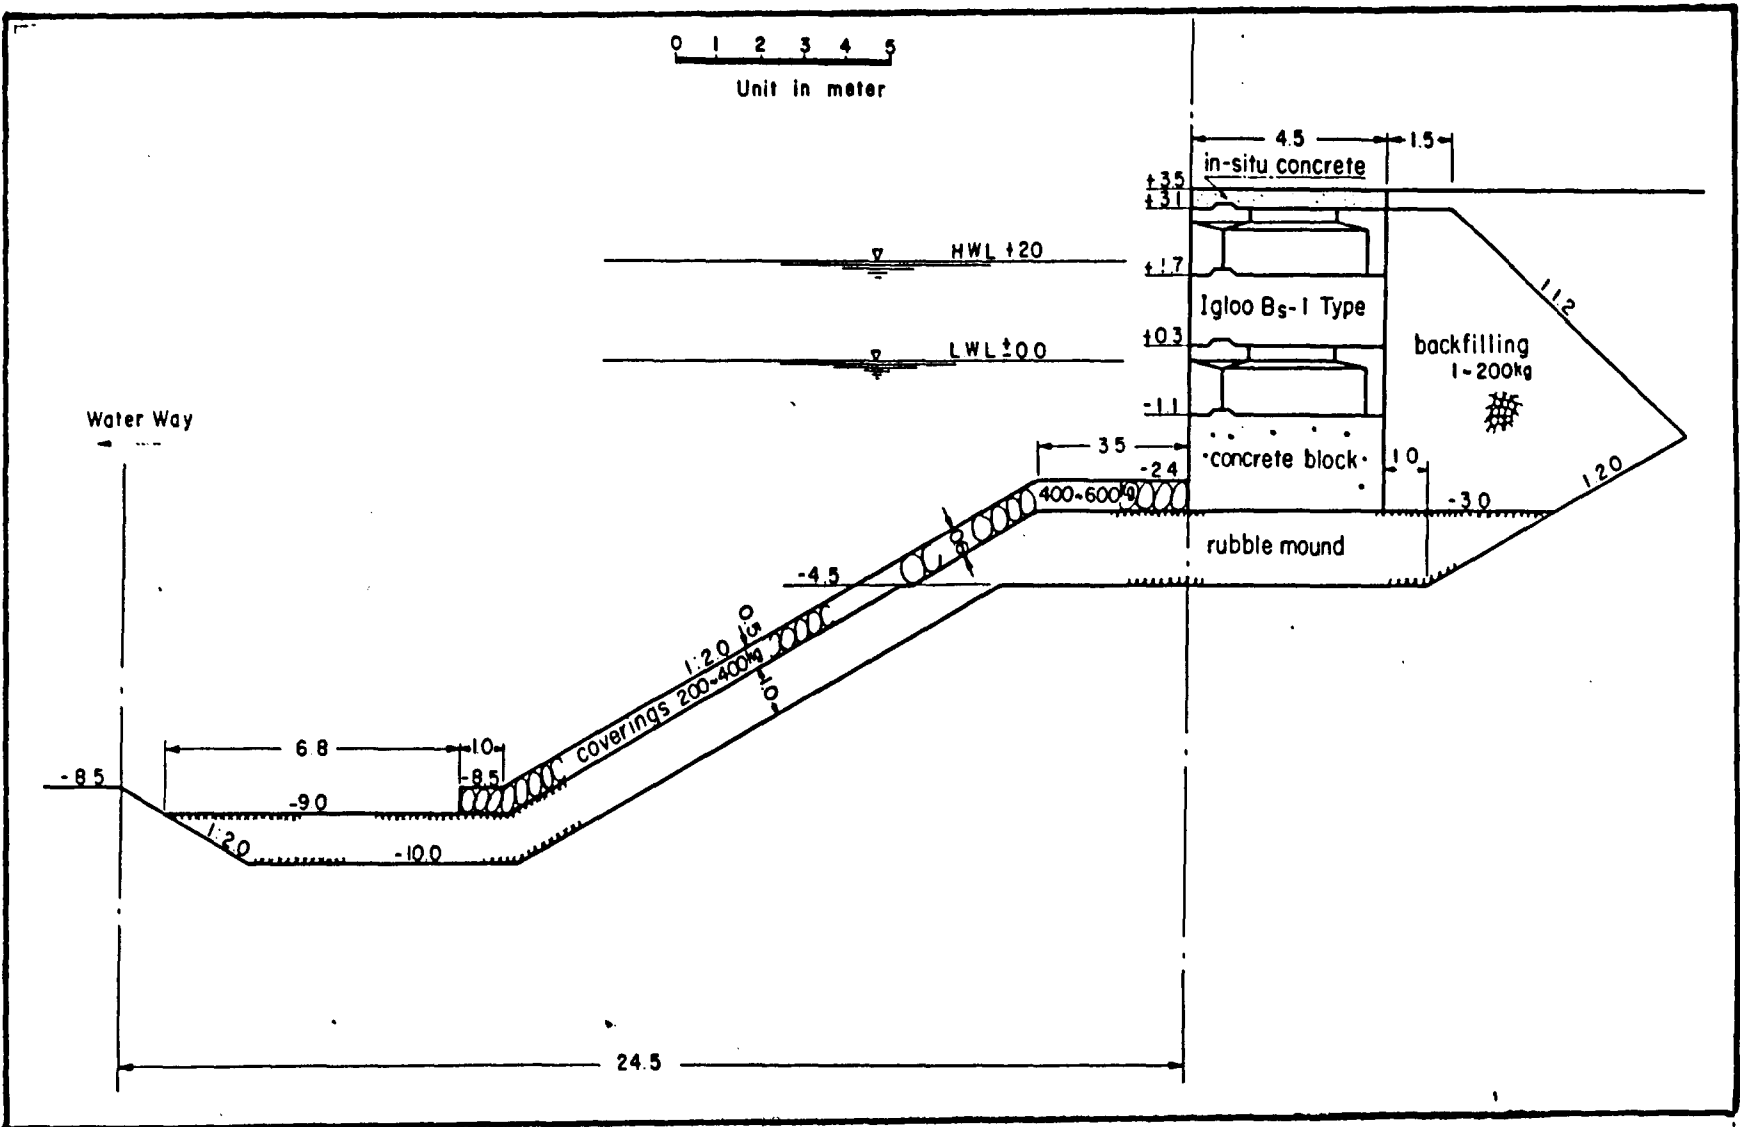 0 1 2 3 4 5
Unit in meter
4.5 1.5
in-situ concrete
+3.5
+3.1
HWL +2.0
+1.7
Igloo Bs-1 Type
1:1.2
+0.3
LWL ±0.0
backfilling
1~200kg
-1.1
Water Way
3.5
-2.4
concrete block
1.0
1:2.0
400~600kg
-3.0
rubble mound
-4.5
0.5
1:2.0
coverings 200~400kg
1.0
6.8 1.0
-8.5
-8.5
-9.0
1:2.0
-10.0
24.5